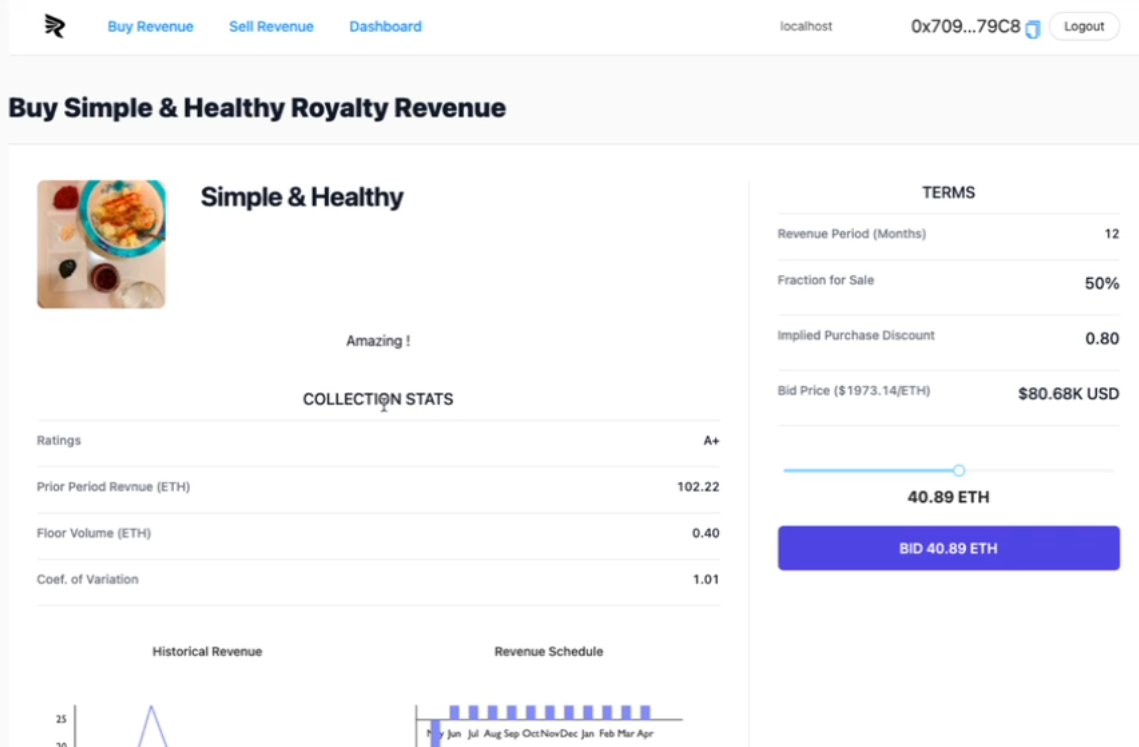 Buy Revenue Sell Revenue Dashboard localhost 0x709...79C8 Logout
Buy Simple & Healthy Royalty Revenue
Simple & Healthy
Amazing !
COLLECTION STATS
Ratings A+
Prior Period Revnue (ETH) 102.22
Floor Volume (ETH) 0.40
Coef. of Variation 1.01
Historical Revenue
25
20
Revenue Schedule
Jun Jul Aug Sep Oct Nov Dec Jan Feb Mar Apr
TERMS
Revenue Period (Months) 12
Fraction for Sale 50%
Implied Purchase Discount 0.80
Bid Price ($1973.14/ETH) $80.68K USD
40.89 ETH
BID 40.89 ETH